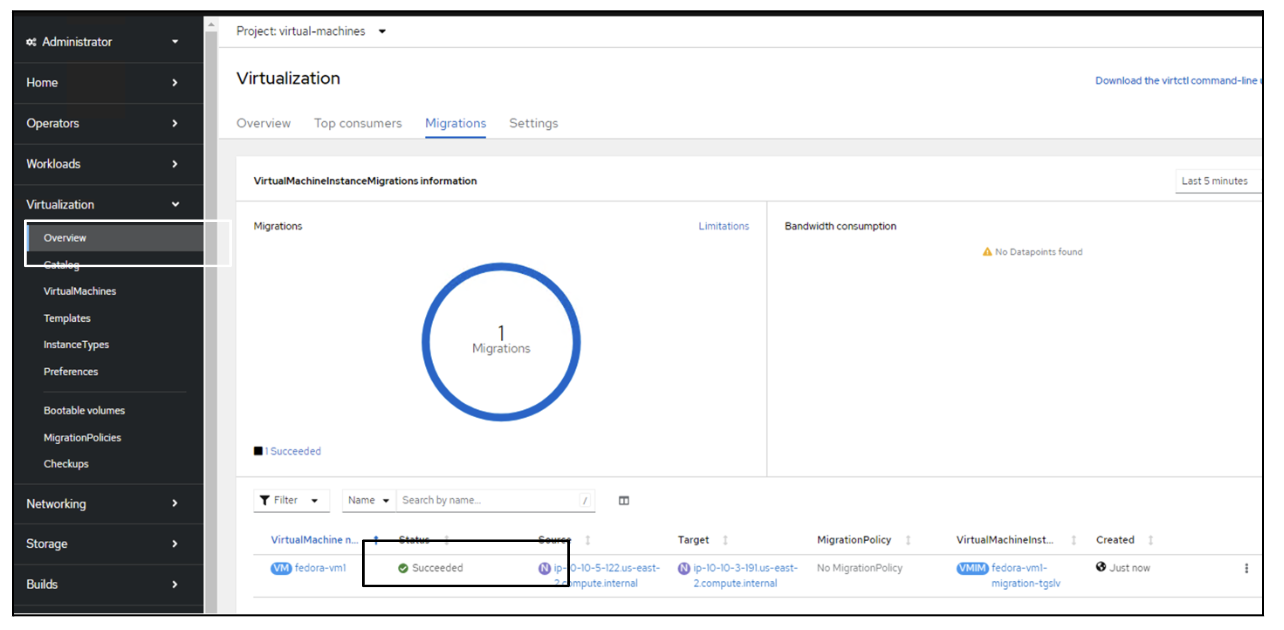 Administrator
Home
Operators
Workloads
Virtualization
Overview
Catalog
VirtualMachines
Templates
InstanceTypes
Preferences
Bootable volumes
MigrationPolicies
Checkups
Networking
Storage
Builds
Project: virtual-machines
Virtualization
Download the virtctl command-line
Overview Top consumers Migrations Settings
VirtualMachineInstanceMigrations information
Last 5 minutes
Migrations
Limitations
1
Migrations
1 Succeeded
Bandwidth consumption
No Datapoints found
Filter Name Search by name... /
VirtualMachine n... Status Source Target MigrationPolicy VirtualMachineInst... Created
VM fedora-vm1 Succeeded N ip-10-10-5-122.us-east- N ip-10-10-3-191.us-east- No MigrationPolicy VMIM fedora-vm1- Just now
2.compute.internal 2.compute.internal migration-tgslv